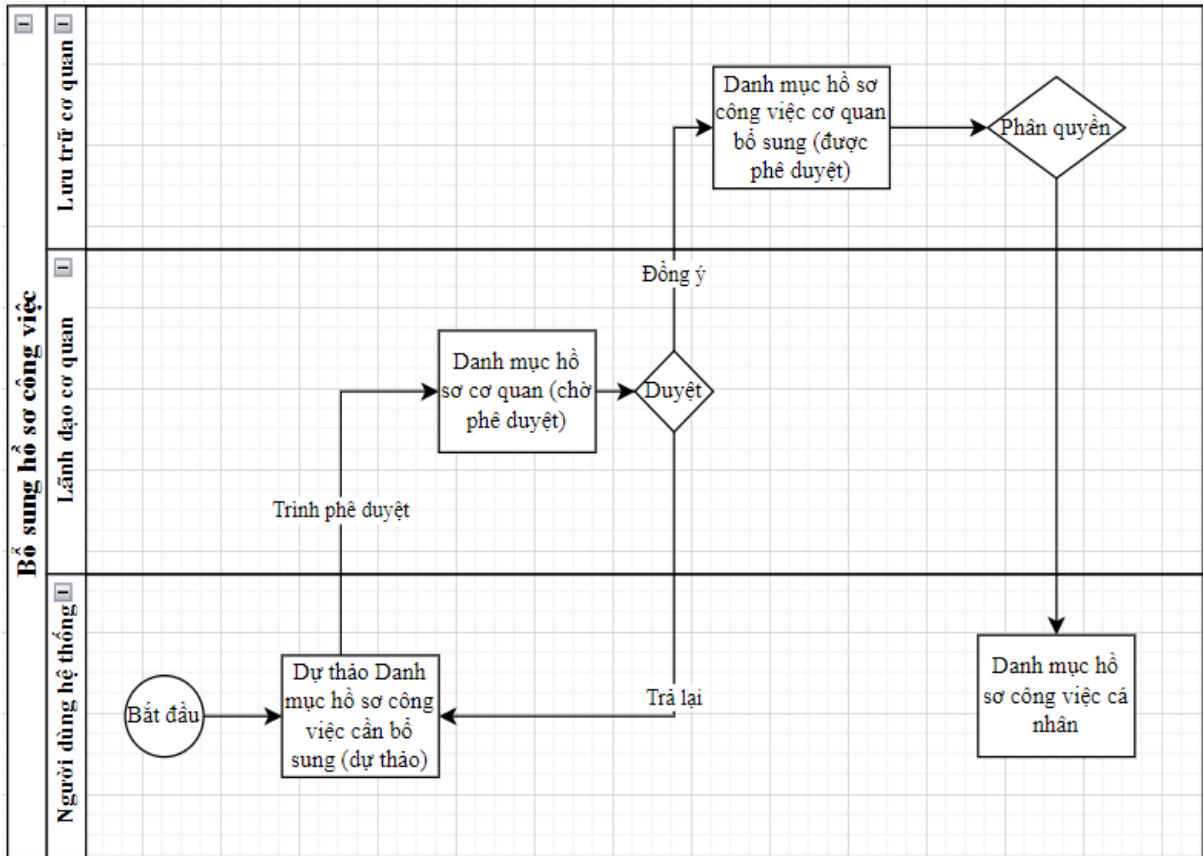 Bổ sung hồ sơ công việc
Lưu trữ cơ quan
Danh mục hồ sơ
công việc cơ quan
bổ sung (được
phê duyệt)
Phân quyền
Lãnh đạo cơ quan
Đồng ý
Danh mục hồ
sơ cơ quan (chờ
phê duyệt)
Duyệt
Trình phê duyệt
Người dùng hệ thống
Bắt đầu
Dự thảo Danh
mục hồ sơ công
việc cần bổ
sung (dự thảo)
Trả lại
Danh mục hồ
sơ công việc cá
nhân